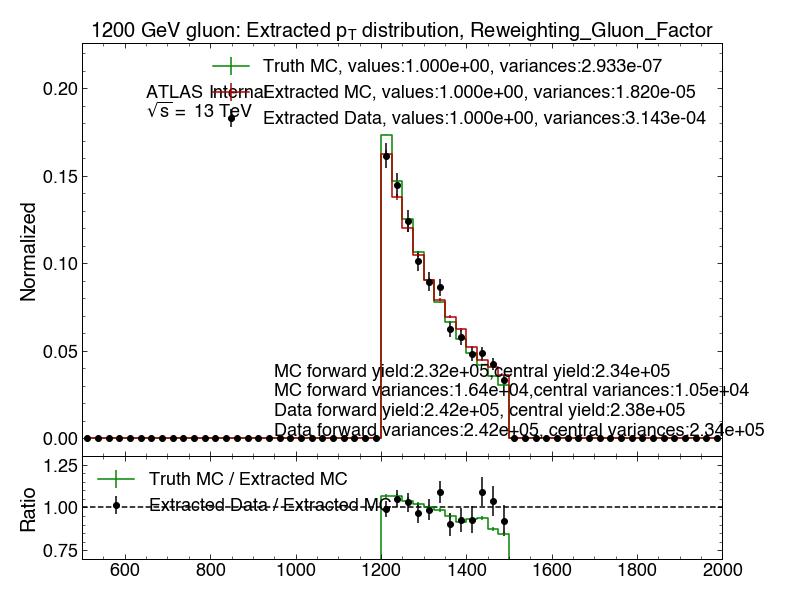 1200 GeV gluon: Extracted pT distribution, Reweighting_Gluon_Factor
Truth MC, values:1.000e+00, variances:2.933e-07
ATLAS Internal
Extracted MC, values:1.000e+00, variances:1.820e-05
√s = 13 TeV
Extracted Data, values:1.000e+00, variances:3.143e-04
Normalized
0.20
0.15
0.10
0.05
0.00
MC forward yield:2.32e+05,central yield:2.34e+05
MC forward variances:1.64e+04,central variances:1.05e+04
Data forward yield:2.42e+05, central yield:2.38e+05
Data forward variances:2.42e+05, central variances:2.34e+05
Ratio
1.25
1.00
0.75
Truth MC / Extracted MC
Extracted Data / Extracted MC
600 800 1000 1200 1400 1600 1800 2000